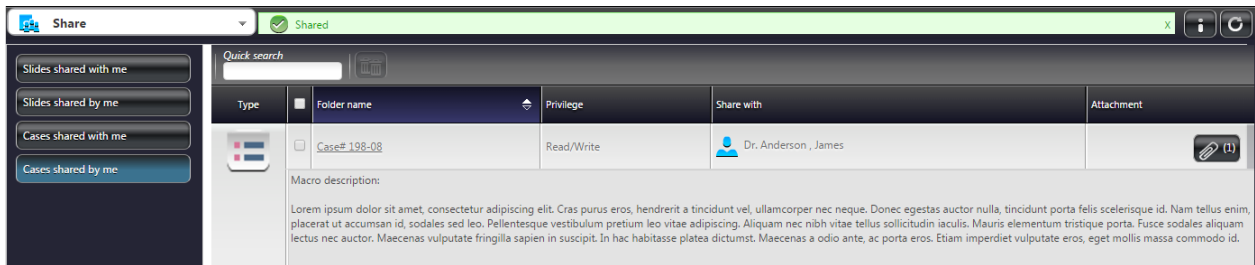 Share
Shared
x
Slides shared with me
Slides shared by me
Cases shared with me
Cases shared by me
Quick search
Type
Folder name
Privilege
Share with
Attachment
Case# 198-08
Read/Write
Dr. Anderson , James
(1)
Macro description:
Lorem ipsum dolor sit amet, consectetur adipiscing elit. Cras purus eros, hendrerit a tincidunt vel, ullamcorper nec neque. Donec egestas auctor nulla, tincidunt porta felis scelerisque id. Nam tellus enim,
placerat ut accumsan id, sodales sed leo. Pellentesque vestibulum pretium leo vitae adipiscing. Aliquam nec nibh vitae tellus sollicitudin iaculis. Mauris elementum tristique porta. Fusce sodales aliquam
lectus nec auctor. Maecenas vulputate fringilla sapien in suscipit. In hac habitasse platea dictumst. Maecenas a odio ante, ac porta eros. Etiam imperdiet vulputate eros, eget mollis massa commodo id.